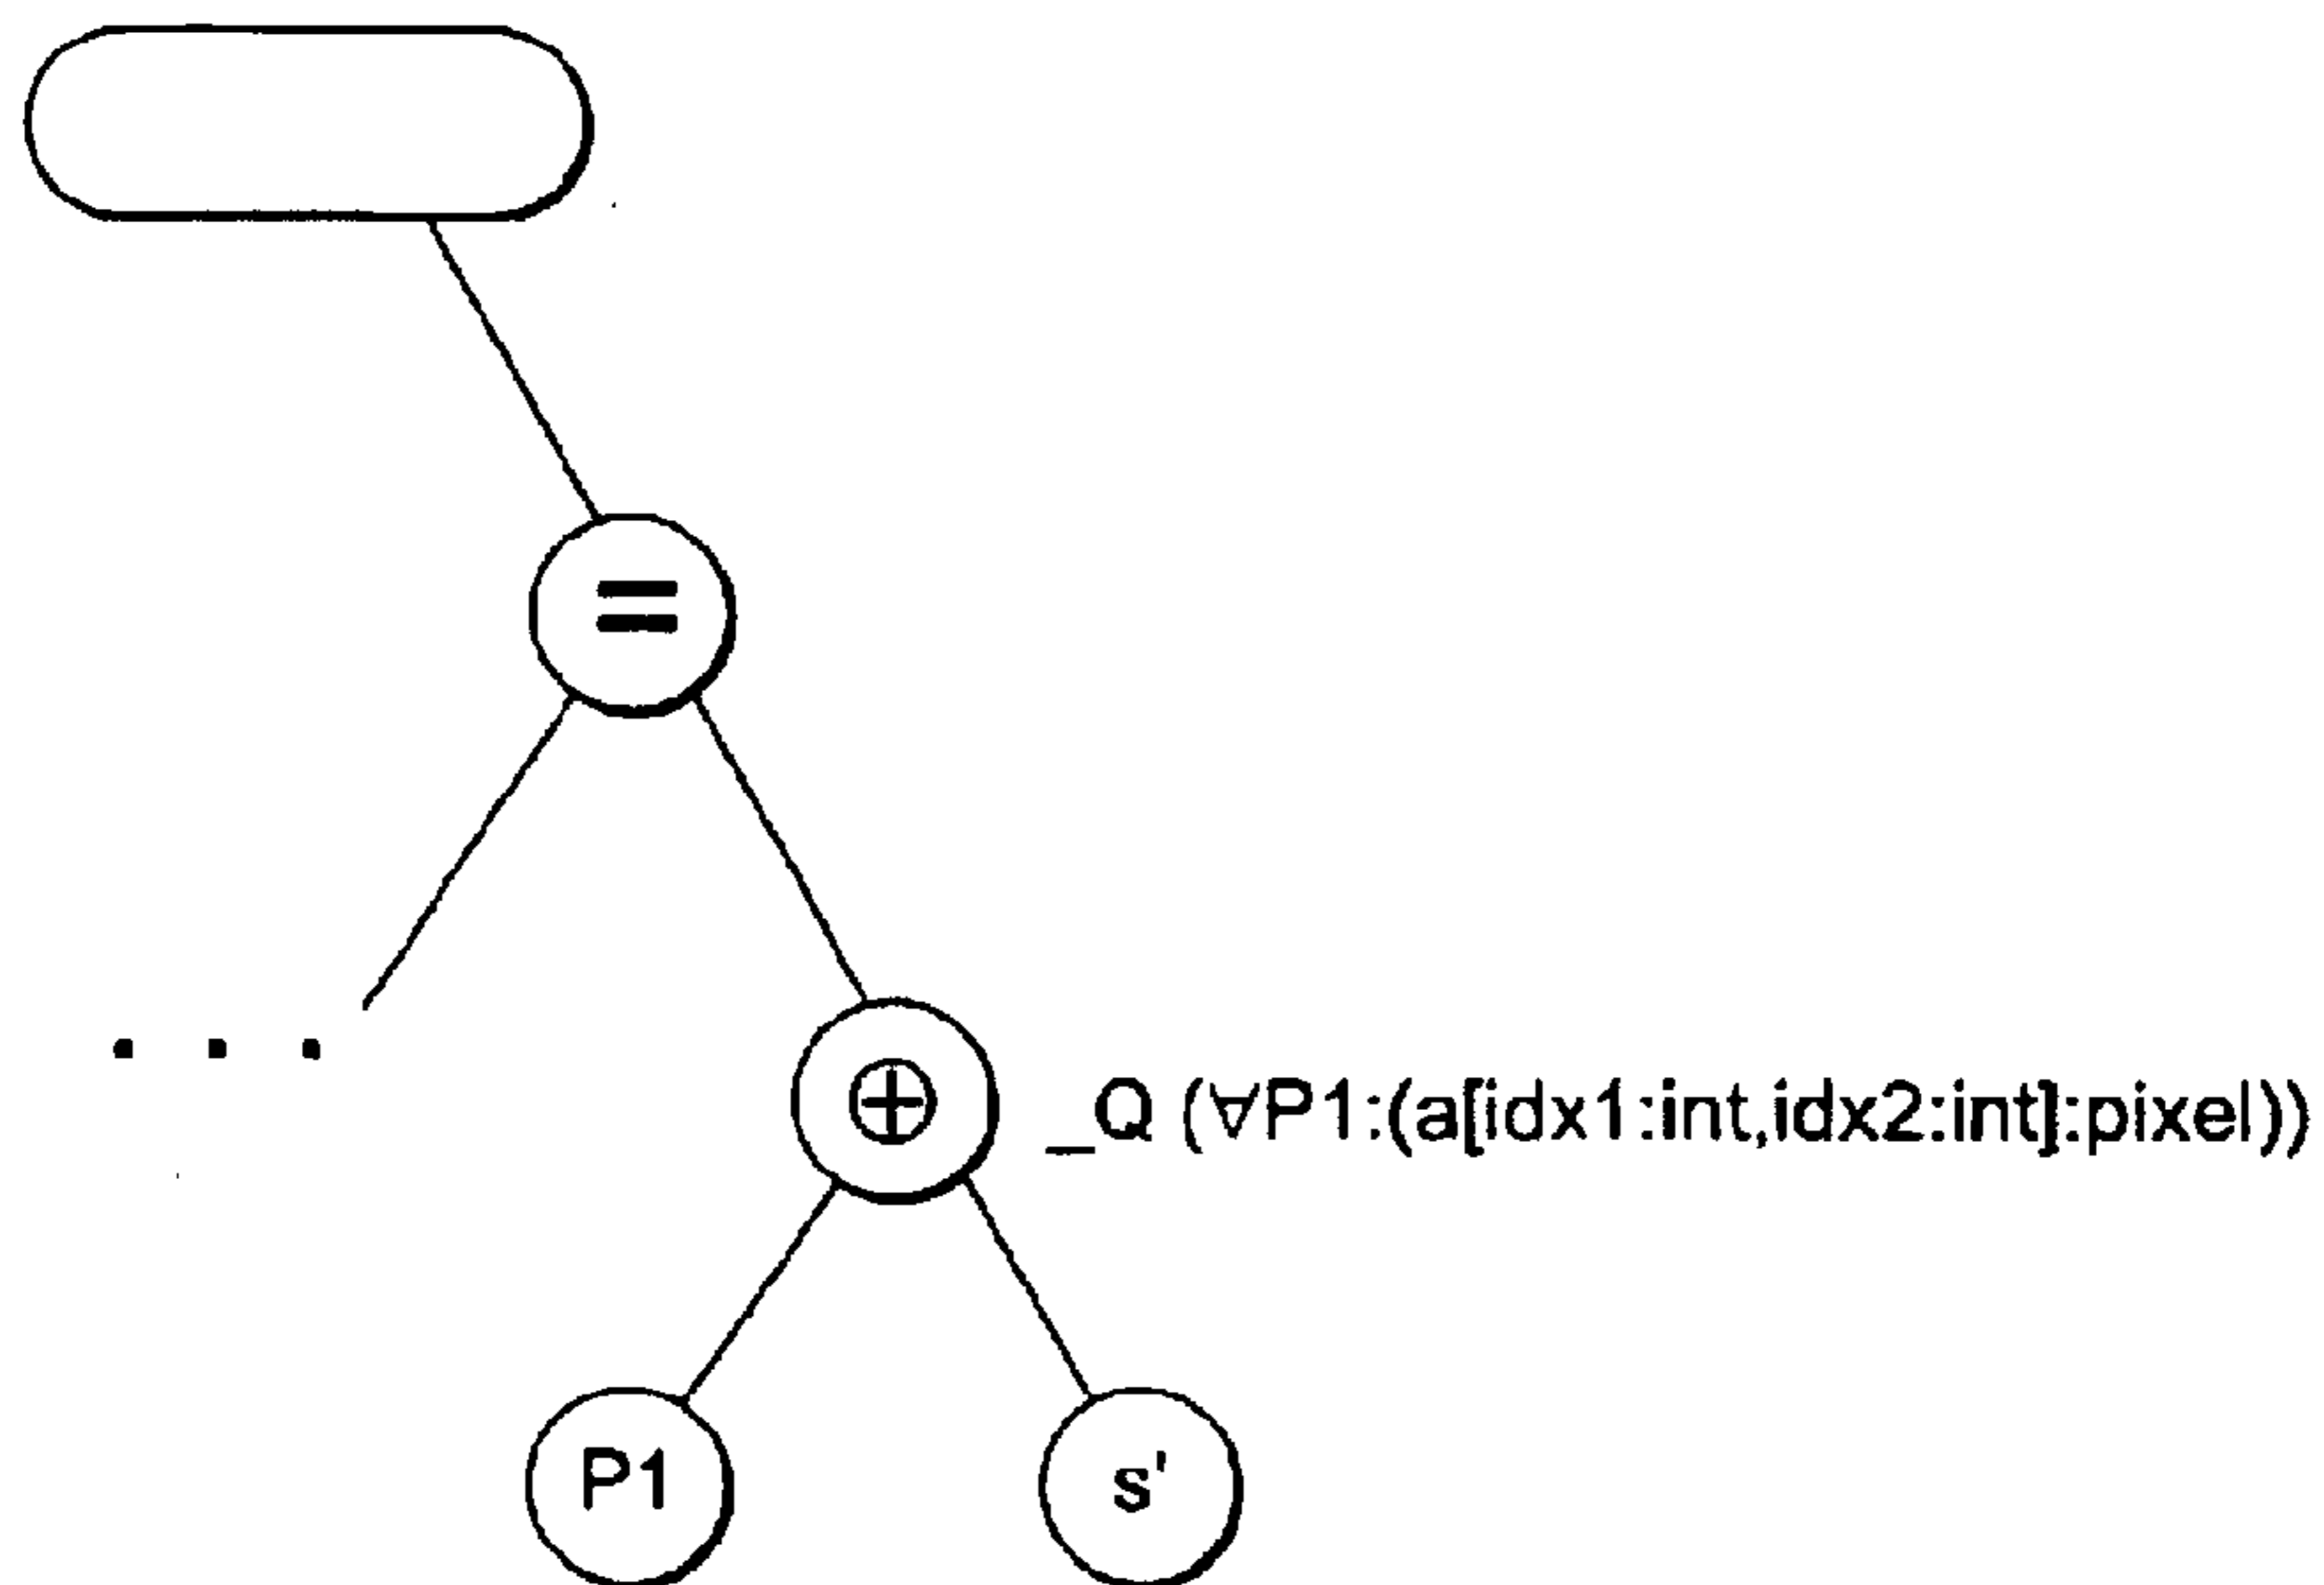 =
. . .
⊕ _Q (∀P1:(a[idx1:int,idx2:int]:pixel))
P1 s'